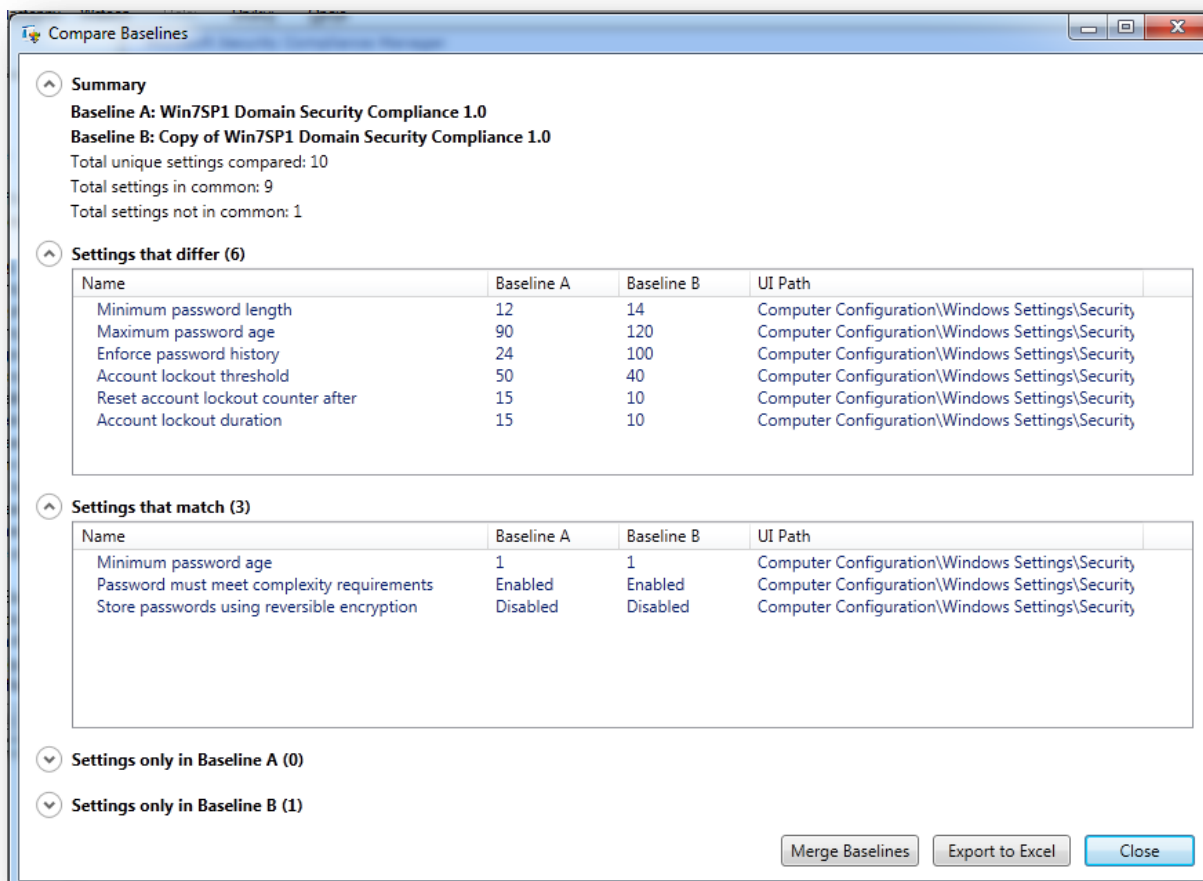 Compare Baselines
Summary
Baseline A: Win7SP1 Domain Security Compliance 1.0
Baseline B: Copy of Win7SP1 Domain Security Compliance 1.0
Total unique settings compared: 10
Total settings in common: 9
Total settings not in common: 1
Settings that differ (6)
Name Baseline A Baseline B UI Path
Minimum password length 12 14 Computer Configuration\Windows Settings\Security
Maximum password age 90 120 Computer Configuration\Windows Settings\Security
Enforce password history 24 100 Computer Configuration\Windows Settings\Security
Account lockout threshold 50 40 Computer Configuration\Windows Settings\Security
Reset account lockout counter after 15 10 Computer Configuration\Windows Settings\Security
Account lockout duration 15 10 Computer Configuration\Windows Settings\Security
Settings that match (3)
Name Baseline A Baseline B UI Path
Minimum password age 1 1 Computer Configuration\Windows Settings\Security
Password must meet complexity requirements Enabled Enabled Computer Configuration\Windows Settings\Security
Store passwords using reversible encryption Disabled Disabled Computer Configuration\Windows Settings\Security
Settings only in Baseline A (0)
Settings only in Baseline B (1)
Merge Baselines Export to Excel Close